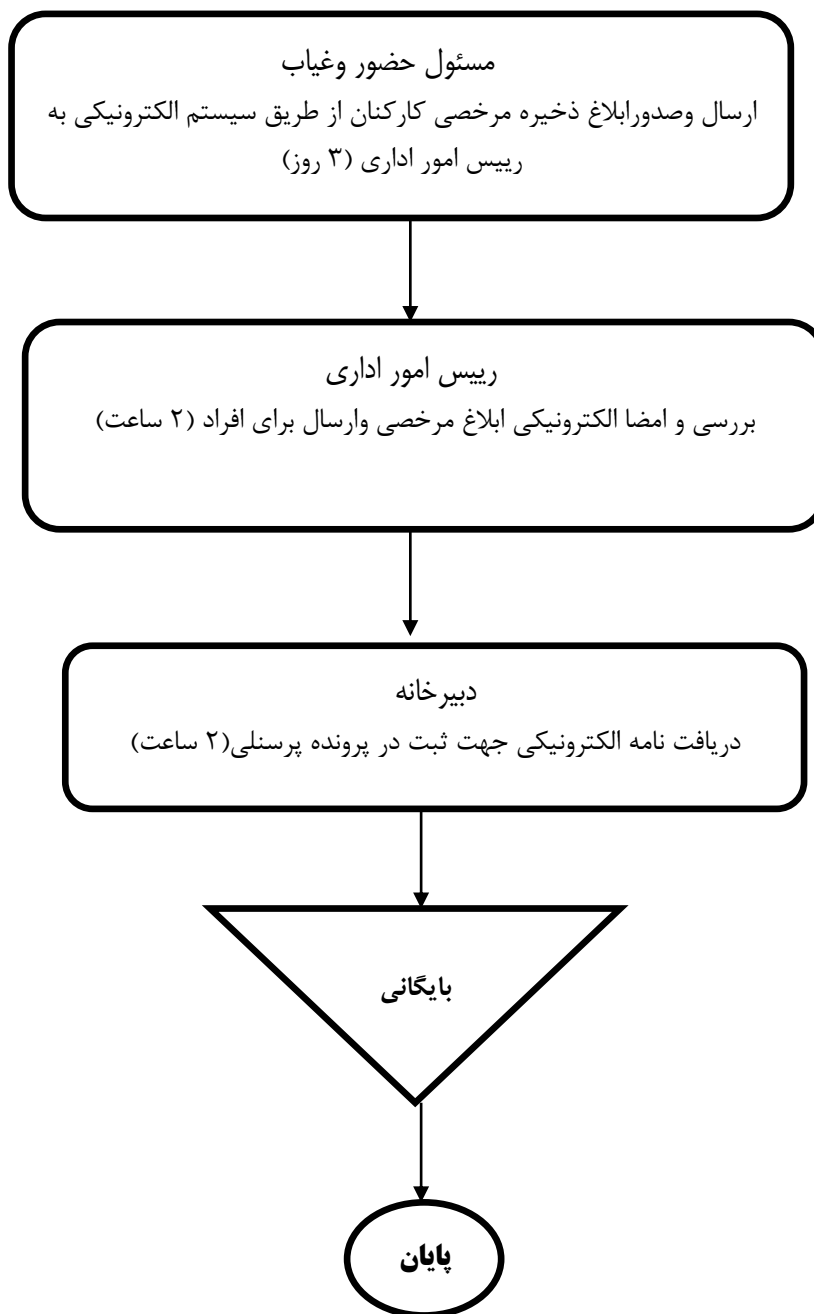 مسئول حضور وغیاب
ارسال وصدورابلاغ ذخیره مرخصی کارکنان از طریق سیستم الکترونیکی به
رییس امور اداری (۳ روز)
رییس امور اداری
بررسی و امضا الکترونیکی ابلاغ مرخصی وارسال برای افراد (۲ ساعت)
دبیرخانه
دریافت نامه الکترونیکی جهت ثبت در پرونده پرسنلی(۲ ساعت)
بایگانی
پایان